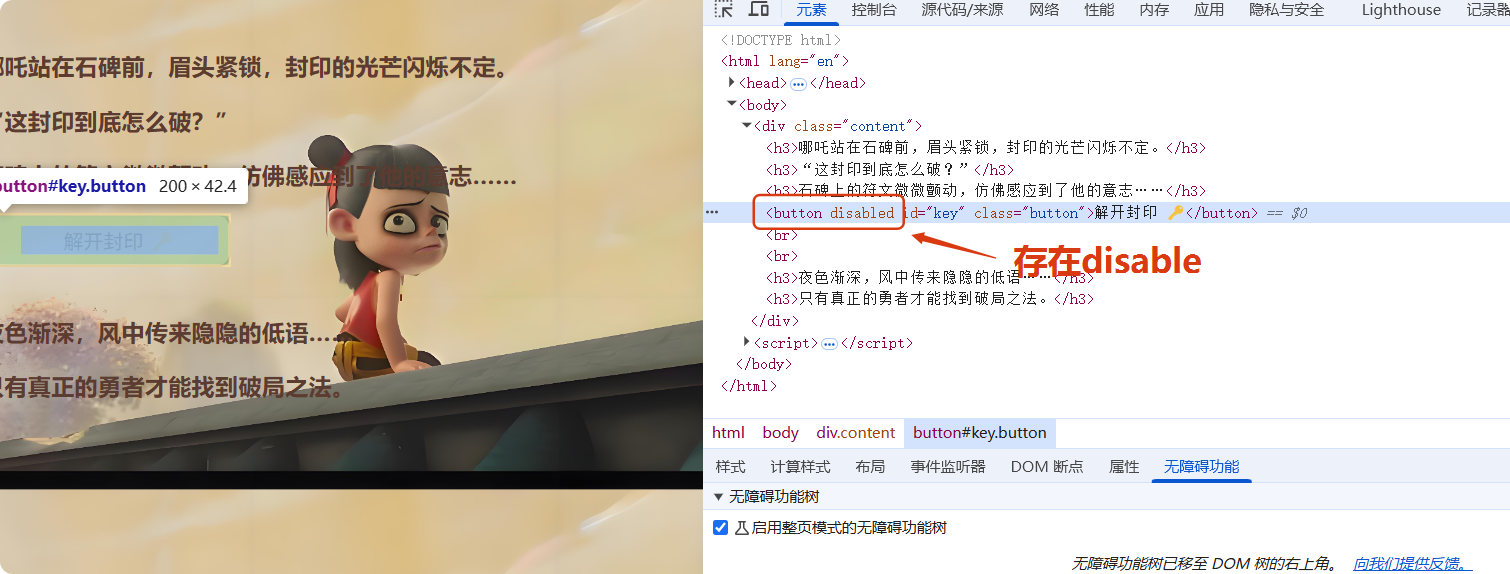 哪吒站在石碑前，眉头紧锁，封印的光芒闪烁不定。
“这封印到底怎么破？”
仿佛感应到了他的意志……
button#key.button 200 × 42.4
解开封印
夜色渐深，风中传来隐隐的低语……
只有真正的勇者才能找到破局之法。
元素 控制台 源代码/来源 网络 性能 内存 应用 隐私与安全 Lighthouse 记录器
<!DOCTYPE html>
<html lang="en">
<head> … </head>
<body>
<div class="content">
<h3>哪吒站在石碑前，眉头紧锁，封印的光芒闪烁不定。</h3>
<h3>“这封印到底怎么破？”</h3>
<h3>石碑上的符文微微颤动，仿佛感应到了他的意志……</h3>
<button disabled id="key" class="button">解开封印 🔑</button> == $0
<br>
<br>
存在disable
<h3>夜色渐深，风中传来隐隐的低语……</h3>
<h3>只有真正的勇者才能找到破局之法。</h3>
</div>
<script> … </script>
</body>
</html>
html body div.content button#key.button
样式 计算样式 布局 事件监听器 DOM 断点 属性 无障碍功能
无障碍功能树
启用整页模式的无障碍功能树
无障碍功能树已移至 DOM 树的右上角。 向我们提供反馈。